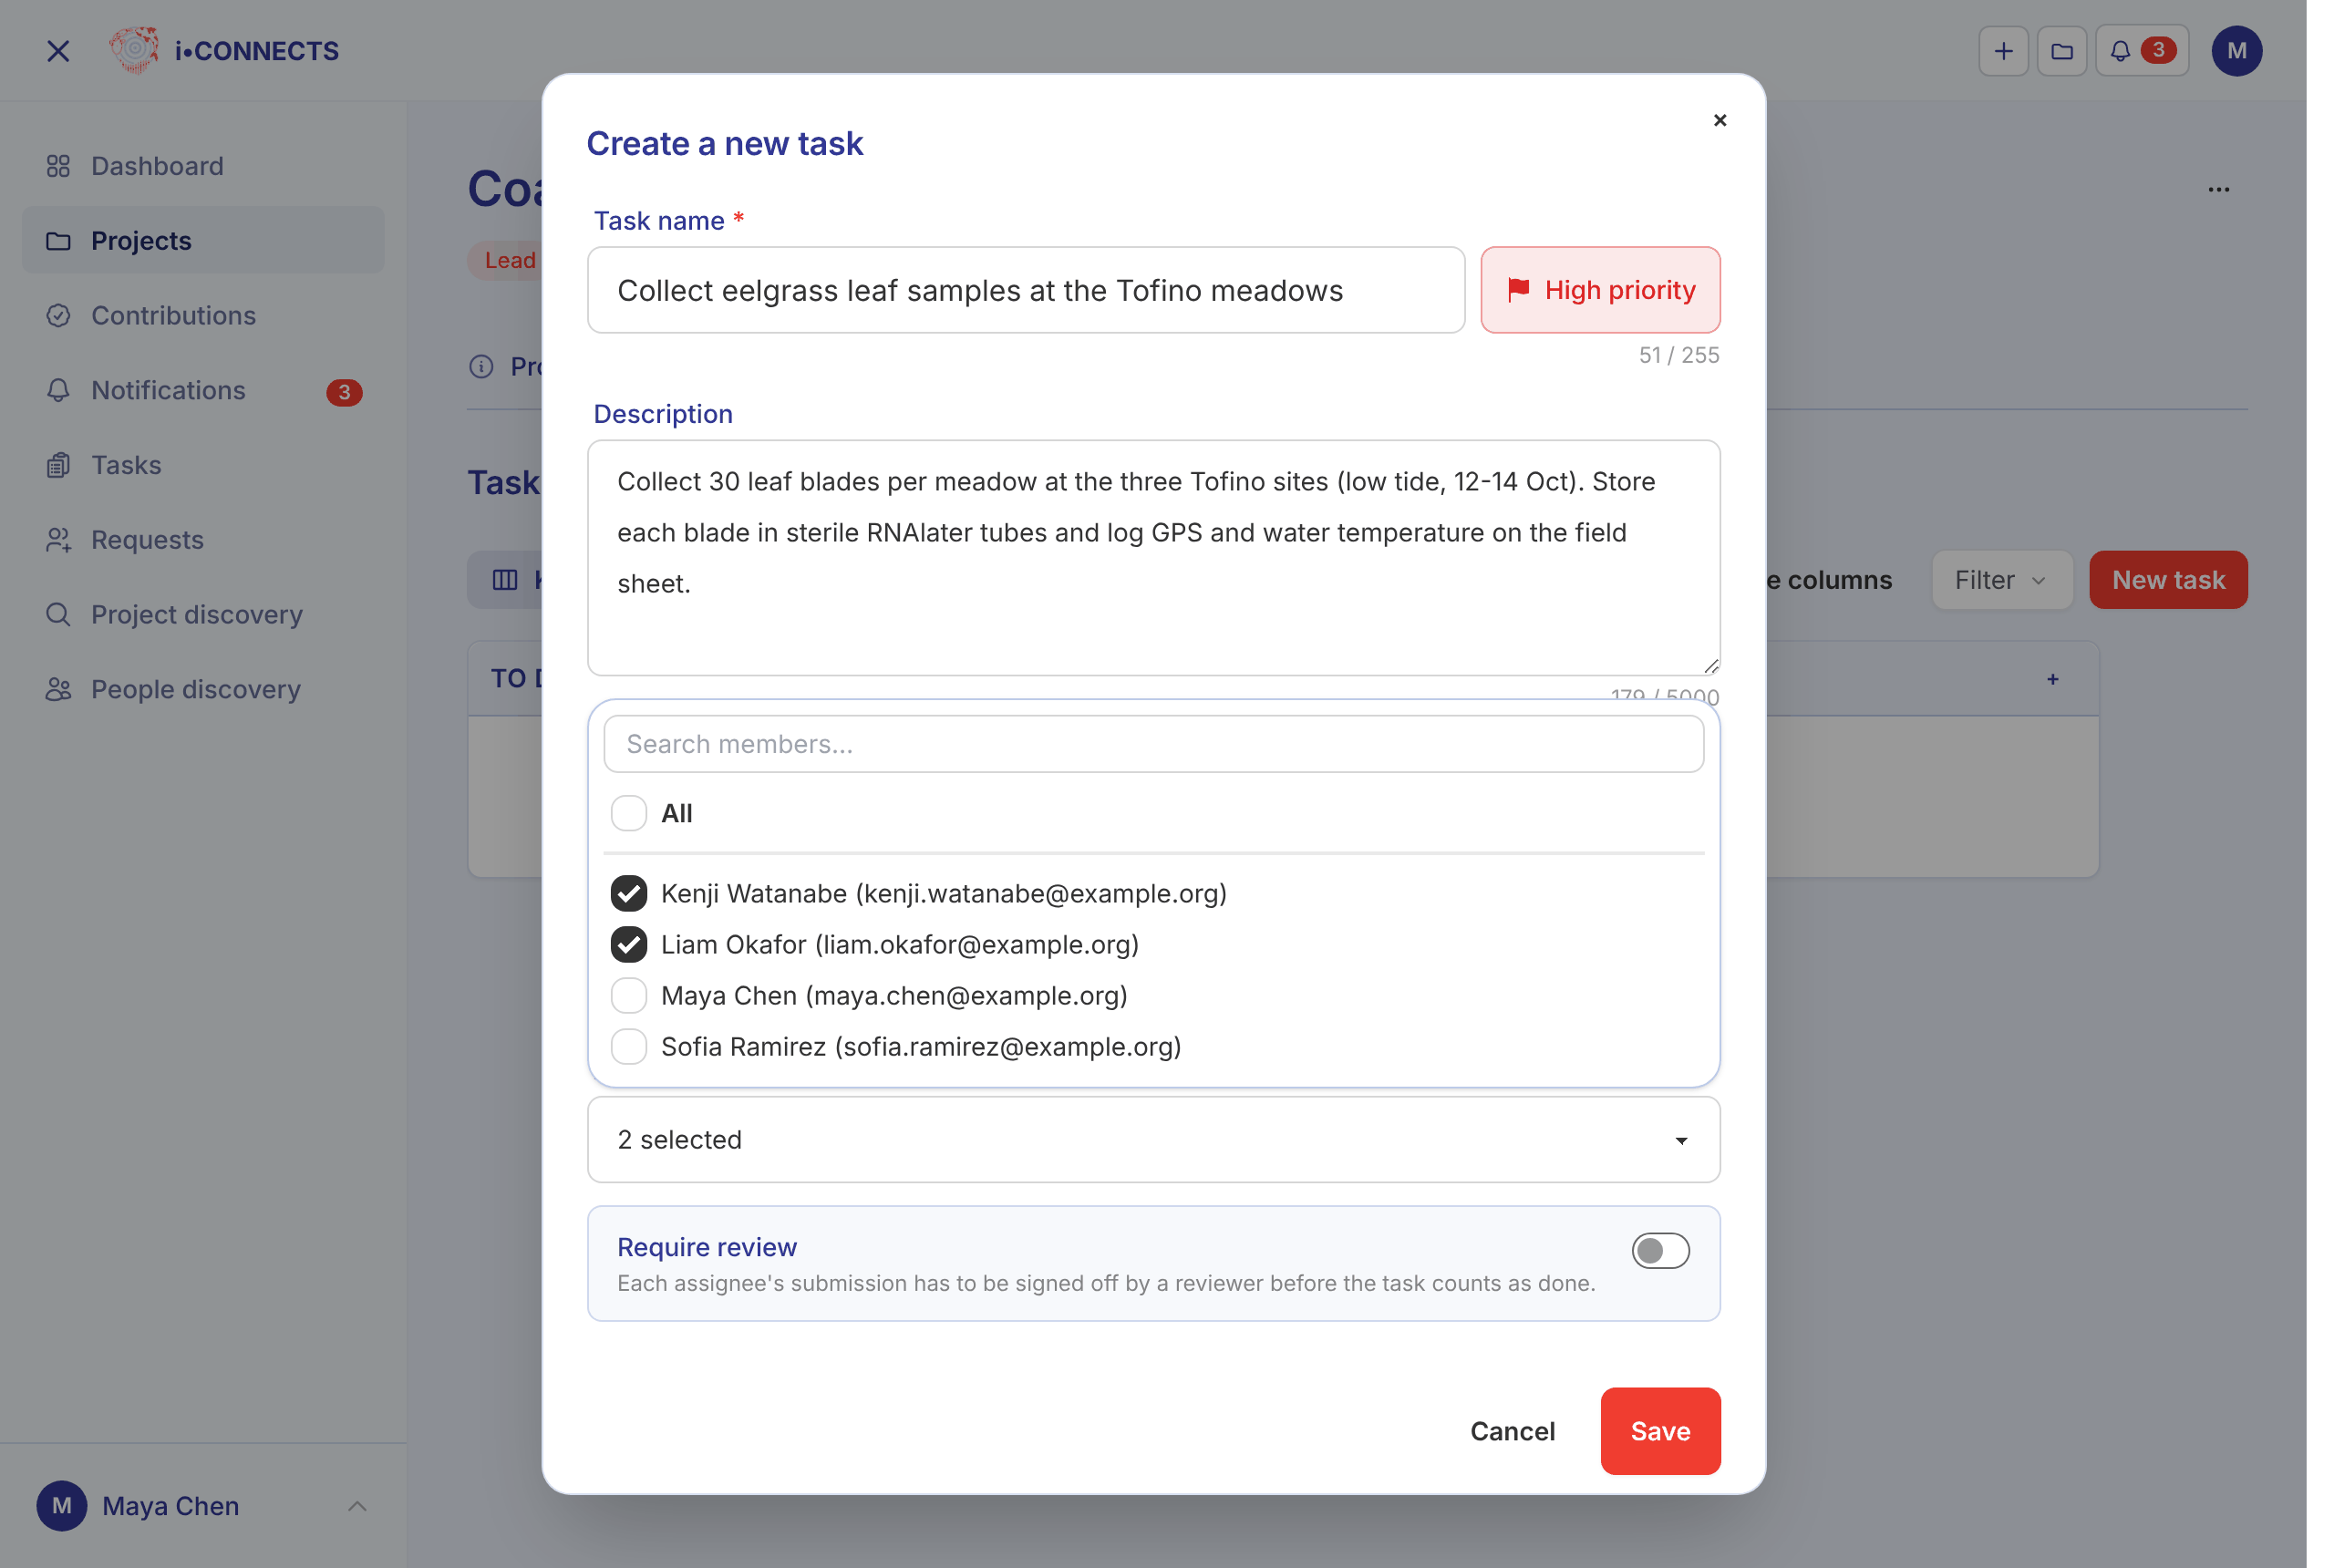 i•CONNECTS
3
M
Dashboard
Projects
Contributions
Notifications
3
Tasks
Requests
Project discovery
People discovery
M
Maya Chen
Lead
Task
TO
e columns
Filter
New task
+
Create a new task
×
Task name *
Collect eelgrass leaf samples at the Tofino meadows
High priority
51 / 255
Description
Collect 30 leaf blades per meadow at the three Tofino sites (low tide, 12-14 Oct). Store
each blade in sterile RNAlater tubes and log GPS and water temperature on the field
sheet.
179 / 5000
Search members...
All
Kenji Watanabe (kenji.watanabe@example.org)
Liam Okafor (liam.okafor@example.org)
Maya Chen (maya.chen@example.org)
Sofia Ramirez (sofia.ramirez@example.org)
2 selected
Require review
Each assignee's submission has to be signed off by a reviewer before the task counts as done.
Cancel
Save